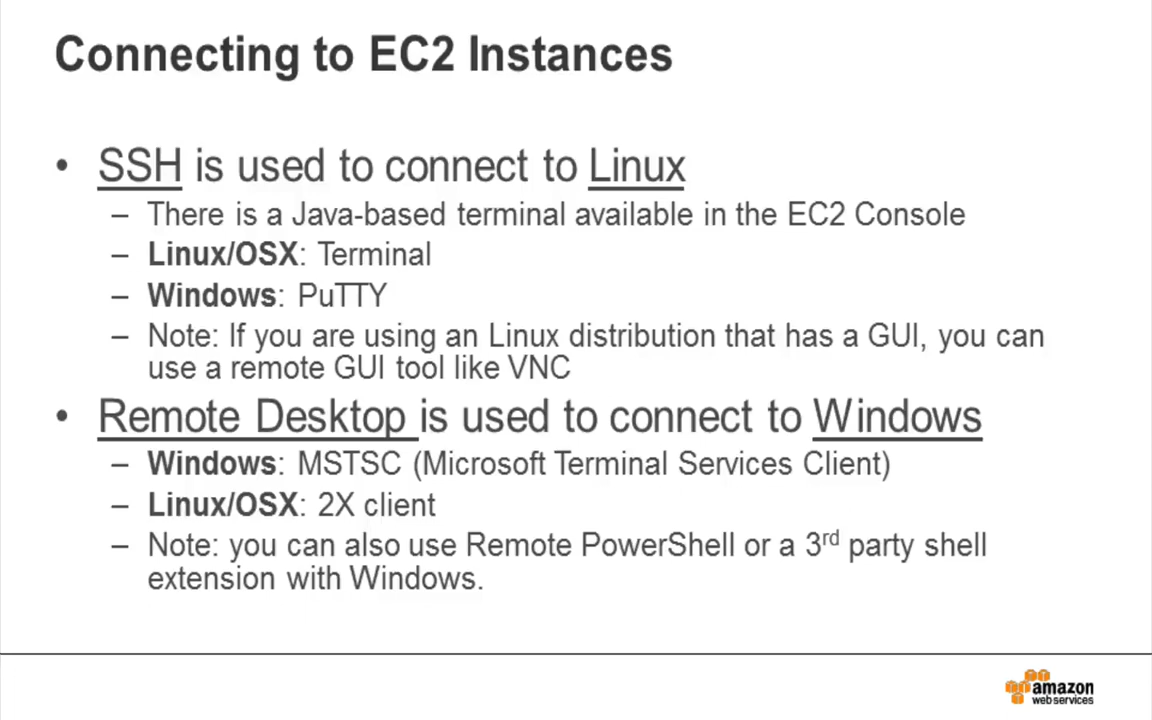 Connecting to EC2 Instances
• SSH is used to connect to Linux
– There is a Java-based terminal available in the EC2 Console
– Linux/OSX: Terminal
– Windows: PuTTY
– Note: If you are using an Linux distribution that has a GUI, you can
use a remote GUI tool like VNC
• Remote Desktop is used to connect to Windows
– Windows: MSTSC (Microsoft Terminal Services Client)
– Linux/OSX: 2X client
– Note: you can also use Remote PowerShell or a 3rd party shell
extension with Windows.
amazon
webservices